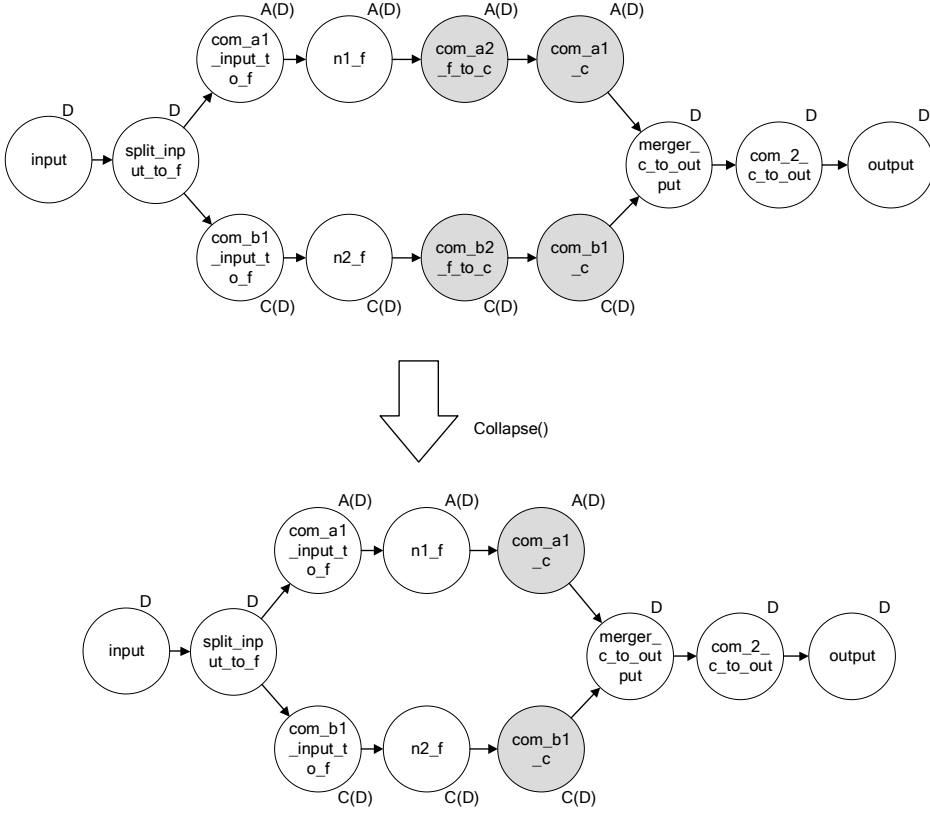 A(D)
A(D)
A(D)
A(D)
com_a1
_input_t
o_f
n1_f
com_a2
_f_to_c
com_a1
_c
D
D
D
D
D
input
split_inp
ut_to_f
merger_
c_to_out
put
com_2_
c_to_out
output
com_b1
_input_t
o_f
n2_f
com_b2
_f_to_c
com_b1
_c
C(D)
C(D)
C(D)
C(D)
Collapse()
A(D)
A(D)
A(D)
com_a1
_input_t
o_f
n1_f
com_a1
_c
D
D
D
D
D
input
split_inp
ut_to_f
merger_
c_to_out
put
com_2_
c_to_out
output
com_b1
_input_t
o_f
n2_f
com_b1
_c
C(D)
C(D)
C(D)